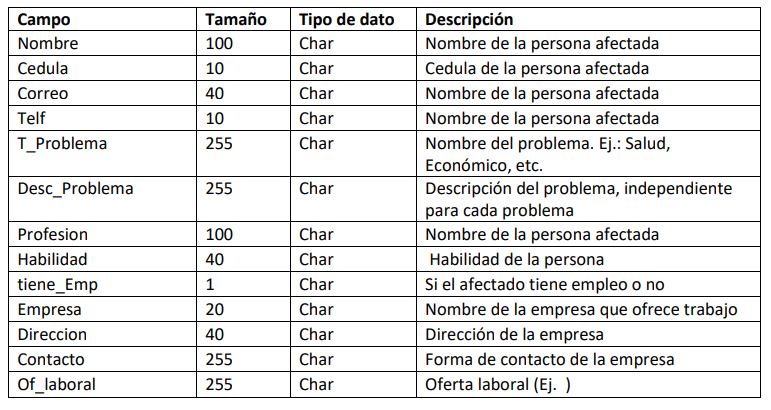 Campo Tamaño Tipo de dato Descripción
Nombre 100 Char Nombre de la persona afectada
Cedula 10 Char Cedula de la persona afectada
Correo 40 Char Nombre de la persona afectada
Telf 10 Char Nombre de la persona afectada
T_Problema 255 Char Nombre del problema. Ej.: Salud,
Económico, etc.
Desc_Problema 255 Char Descripción del problema, independiente
para cada problema
Profesion 100 Char Nombre de la persona afectada
Habilidad 40 Char Habilidad de la persona
tiene_Emp 1 Char Si el afectado tiene empleo o no
Empresa 20 Char Nombre de la empresa que ofrece trabajo
Direccion 40 Char Dirección de la empresa
Contacto 255 Char Forma de contacto de la empresa
Of_laboral 255 Char Oferta laboral (Ej. )